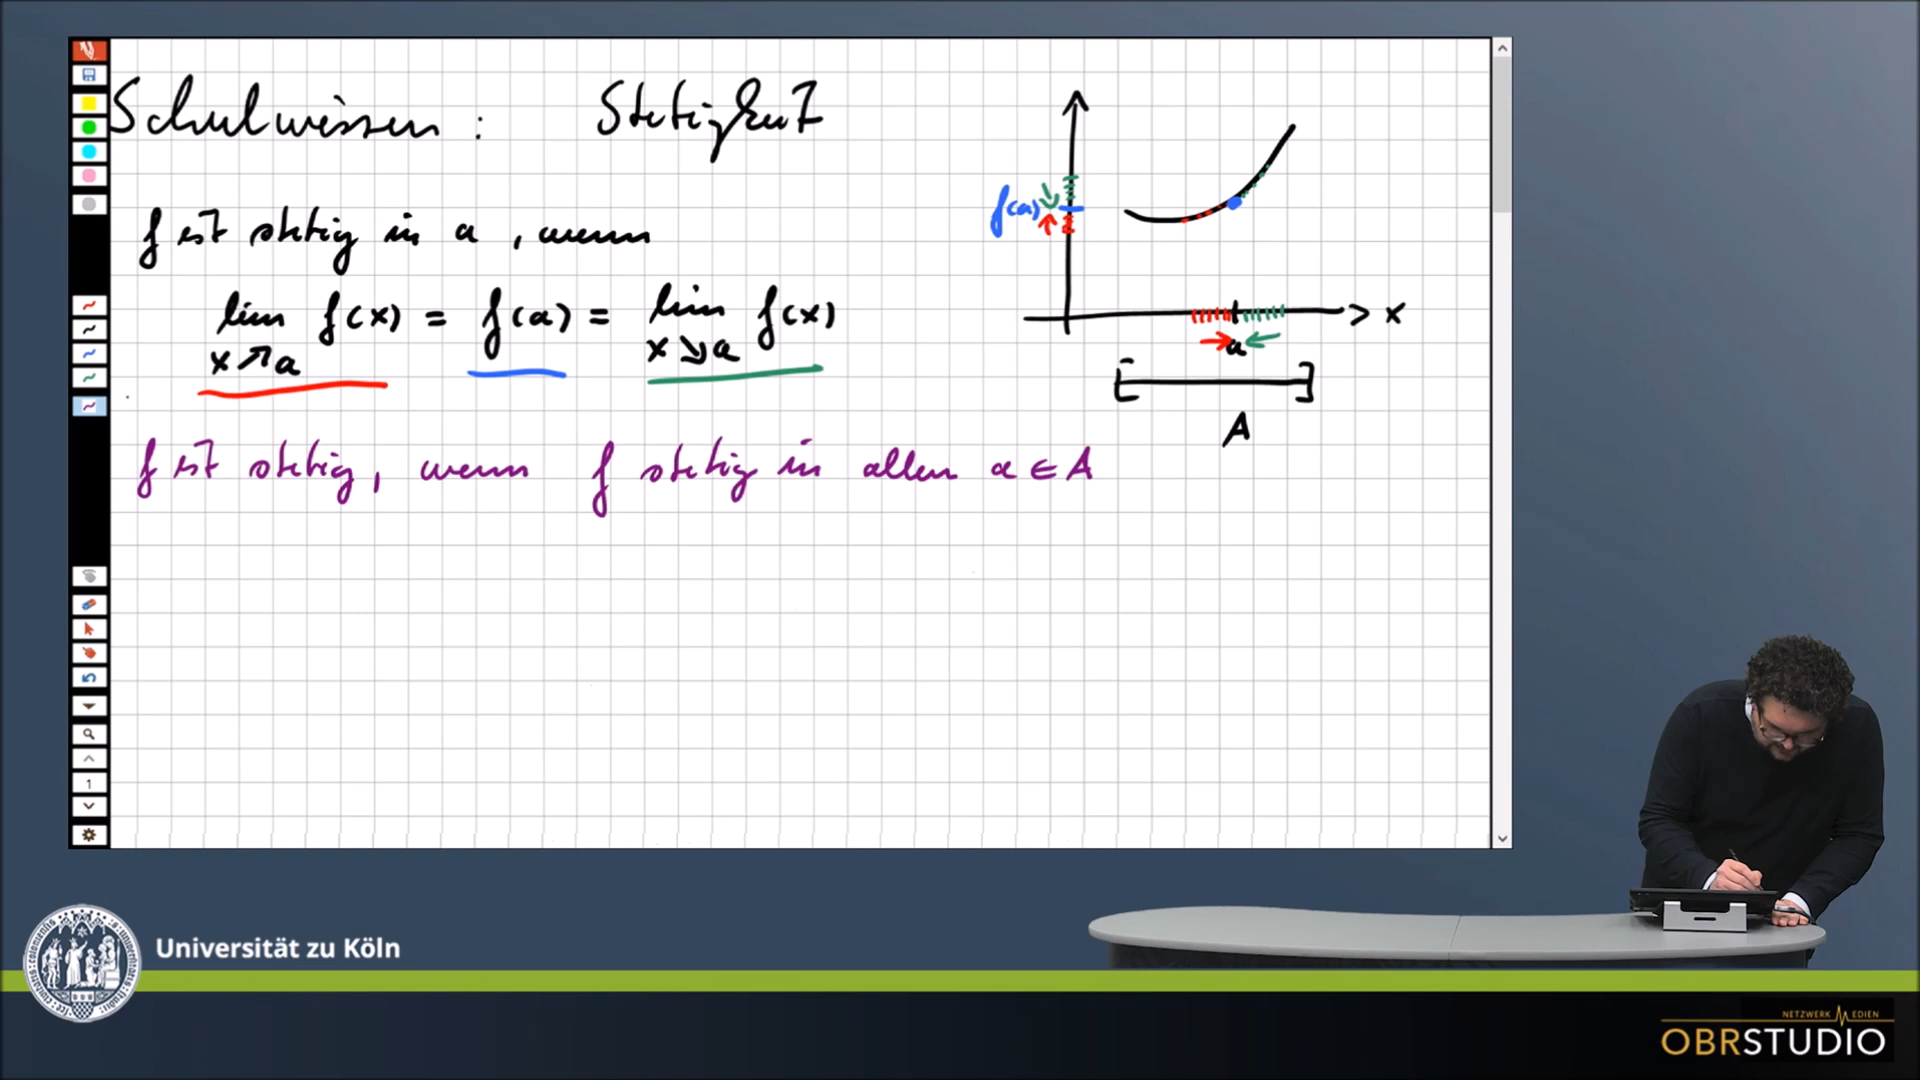 Schulwissen: Stetigkeit
f ist stetig in a, wenn
lim f(x) = f(a) = lim f(x)
x↗a x↘a
f ist stetig, wenn f stetig in allen a ∈ A
f(a)
x
a
A
1
Universität zu Köln
NETZWERK MEDIEN
OBRSTUDIO